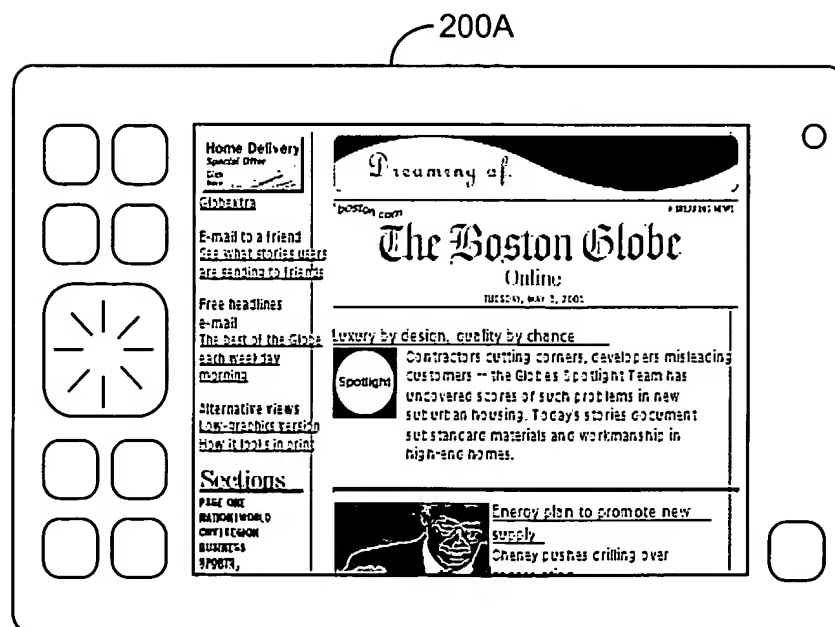 200A
Home Delivery
Special Offer
Click
here
Globextra
E-mail to a friend
See what stories users
are sending to friends
Free headlines
e-mail
The best of the Globe
each weekday
morning
Alternative views
Low-graphics version
How it looks in print
Sections
PAGE ONE
NATION | WORLD
CITY | REGION
BUSINESS
SPORTS,
Dreaming of.
boston.com
BREAKING NEWS
The Boston Globe
Online
TUESDAY, MAY 1, 2001
Luxury by design, quality by chance
Spotlight
Contractors cutting corners, developers misleading
customers -- the Globes Spotlight Team has
uncovered scores of such problems in new
suburban housing. Today's stories document
substandard materials and workmanship in
high-end homes.
Energy plan to promote new
supply
Cheney pushes drilling over